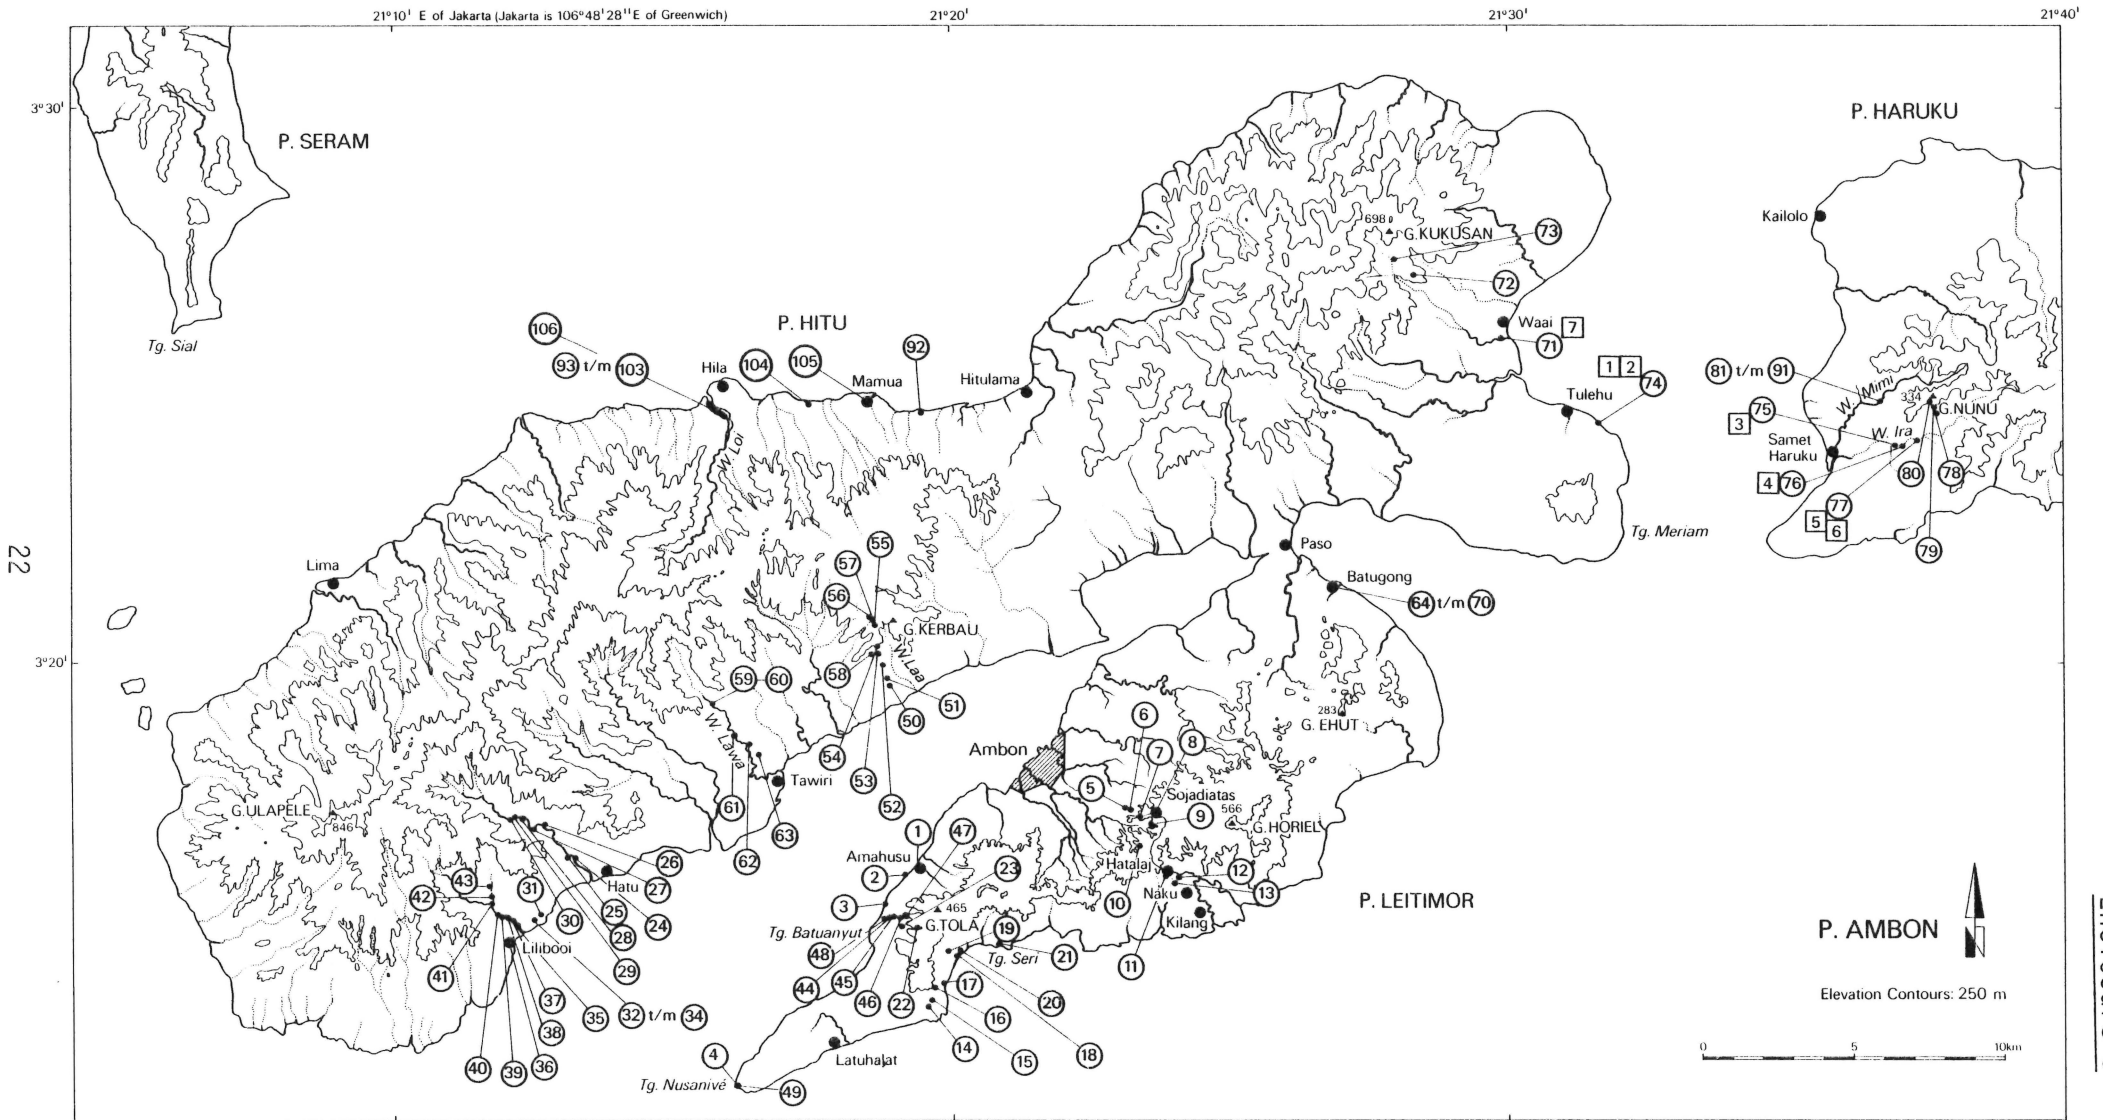 21°10' E of Jakarta (Jakarta is 106°48'28" E of Greenwich)
21°20'
21°30'
21°40'
3°30'
3°20'
22
P. SERAM
Tg. Sial
P. HARUKU
Kailolo
698
G. KUKUSAN
73
72
Waai
7
71
1 2
74
Tulehu
P. HITU
106
93 t/m 103
Hila
104
105
Mamua
92
Hitulama
W. Loi
81 t/m 91
W. Mimi
334
G. NUNU
75
3
W. Ira
Samet
Haruku
4 76
80
78
77
5
6
79
Tg. Meriam
Paso
Batugong
64 t/m 70
Lima
55
57
56
G. KERBAU
W. Laa
58
59 60
51
50
W. Lawa
54
53
52
Tawiri
61
62
63
283
G. EHUT
6
7
8
Ambon
5
Sojadiatas
9
566
G. HORIEL
G. ULAPELE
846
26
27
Hatu
43
42
31
30
25
24
28
29
41
Lilibooi
37
35
32 t/m 34
38
36
39
40
1
47
Amahusu
2
23
3
465
Tg. Batuanyut
G. TOLA
19
48
Tg. Seri
21
45
44
46
22
17
20
16
18
14
15
Hatalai
12
13
10
Naku
Kilang
11
P. LEITIMOR
Latuhalat
4
Tg. Nusanivé
49
P. AMBON
Elevation Contours: 250 m
0 5 10km